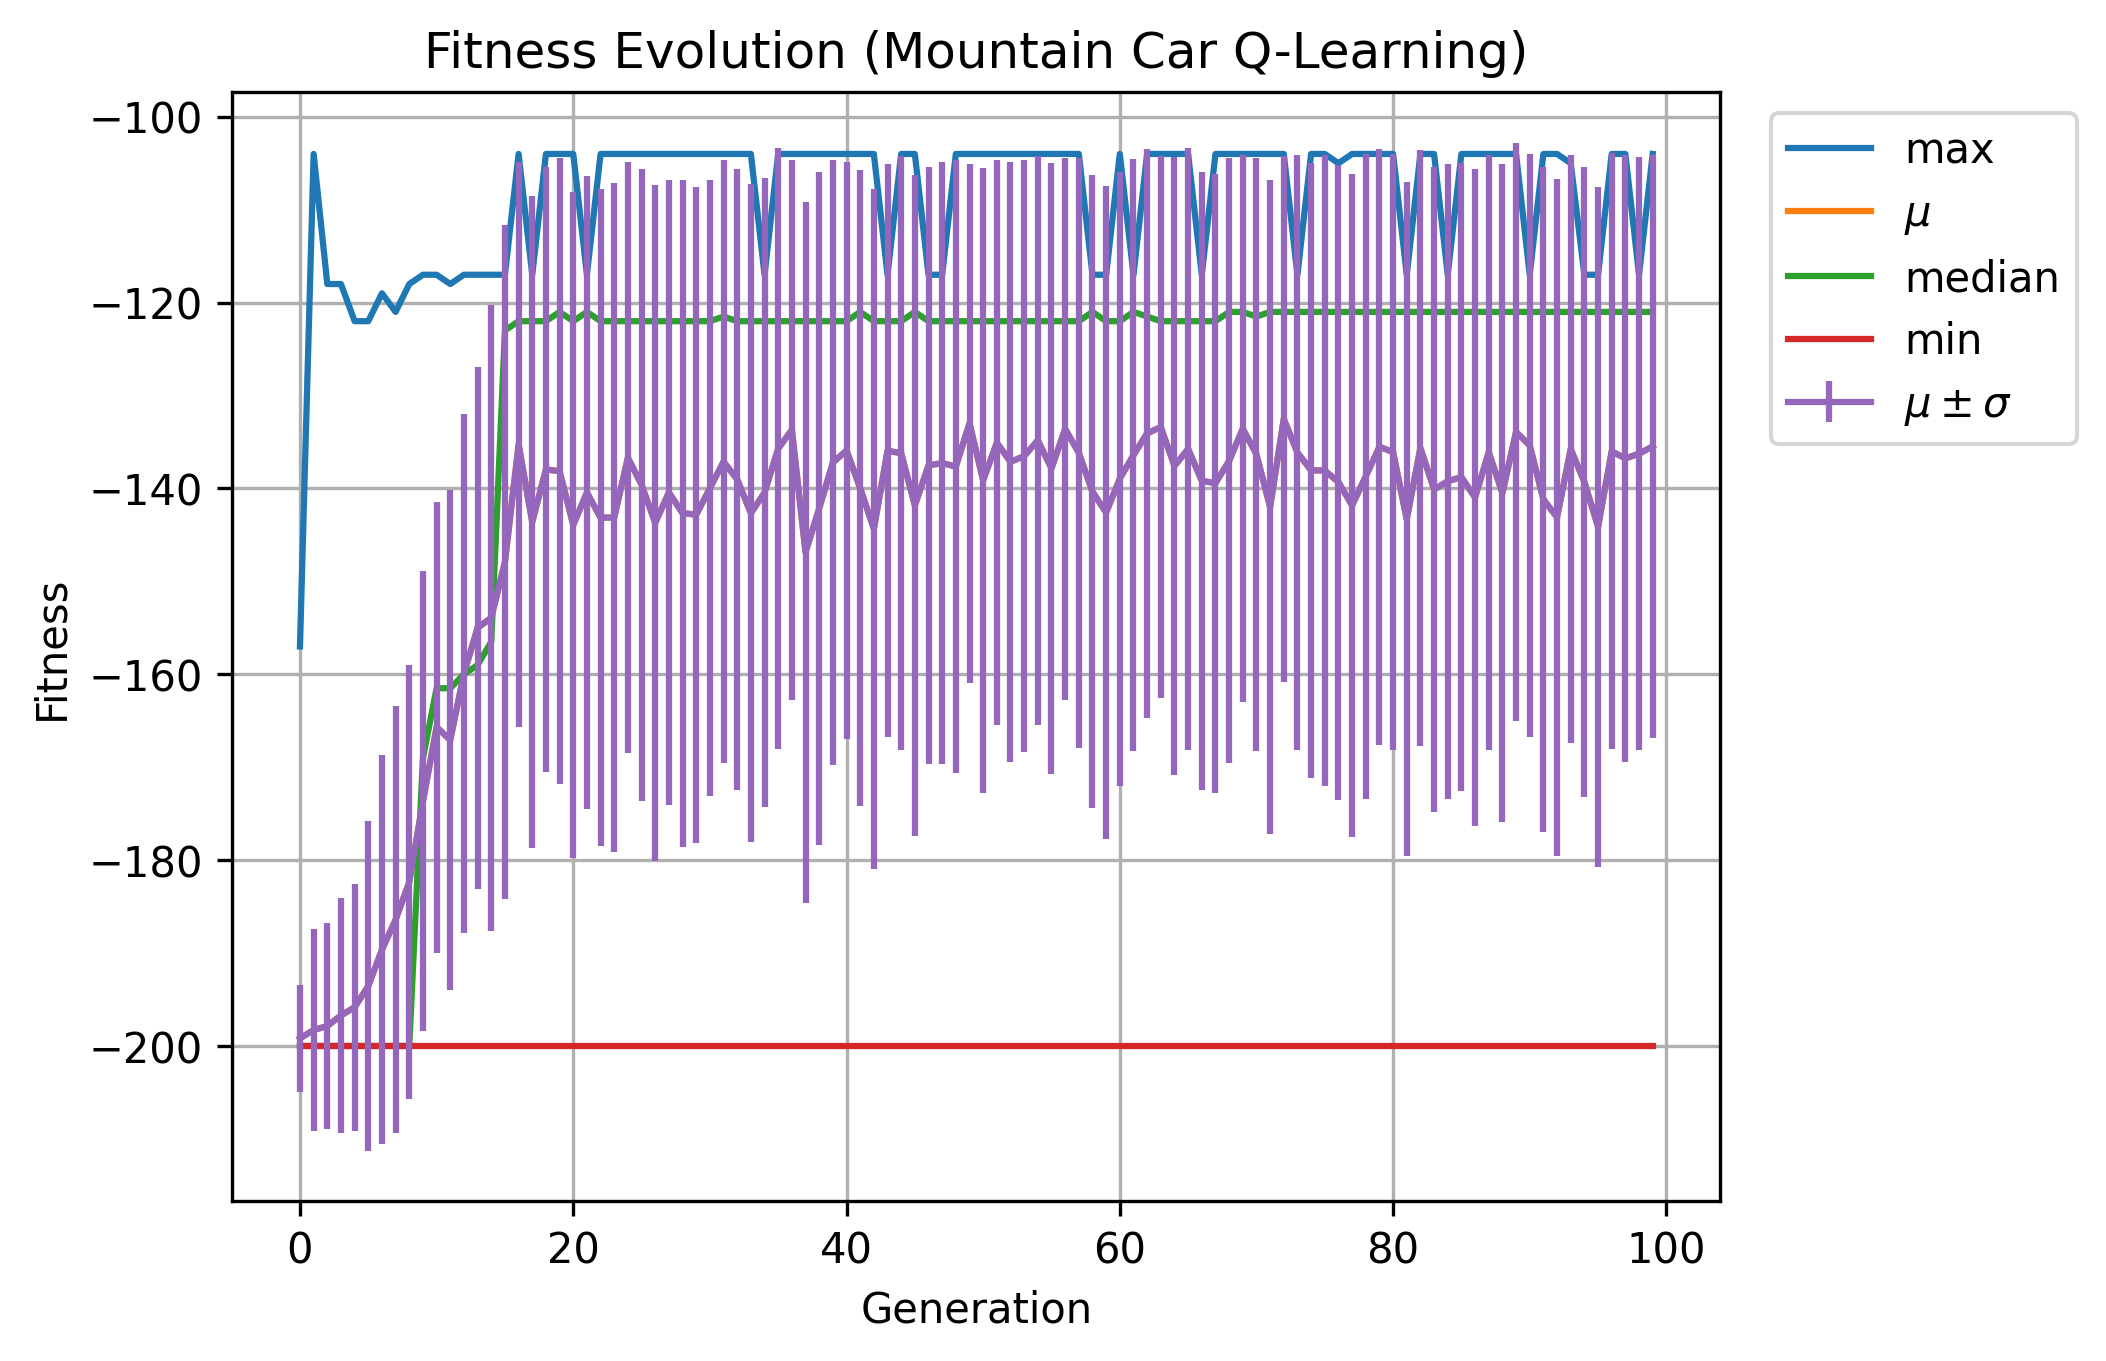 Fitness Evolution (Mountain Car Q-Learning)
−100
−120
−140
−160
−180
−200
Fitness
0 20 40 60 80 100
Generation
max
μ
median
min
μ ± σ